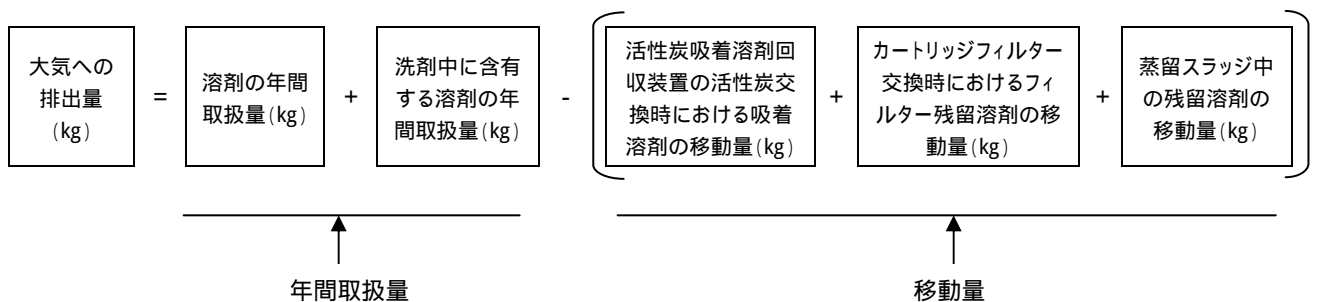 大気への
排出量
(kg)
=
溶剤の年間
取扱量(kg)
+
洗剤中に含有
する溶剤の年
間取扱量(kg)
-
活性炭吸着溶剤回
収装置の活性炭交
換時における吸着
溶剤の移動量(kg)
+
カートリッジフィルター
交換時におけるフィ
ルター残留溶剤の移
動量(kg)
+
蒸留スラッジ中
の残留溶剤の
移動量(kg)
年間取扱量
移動量